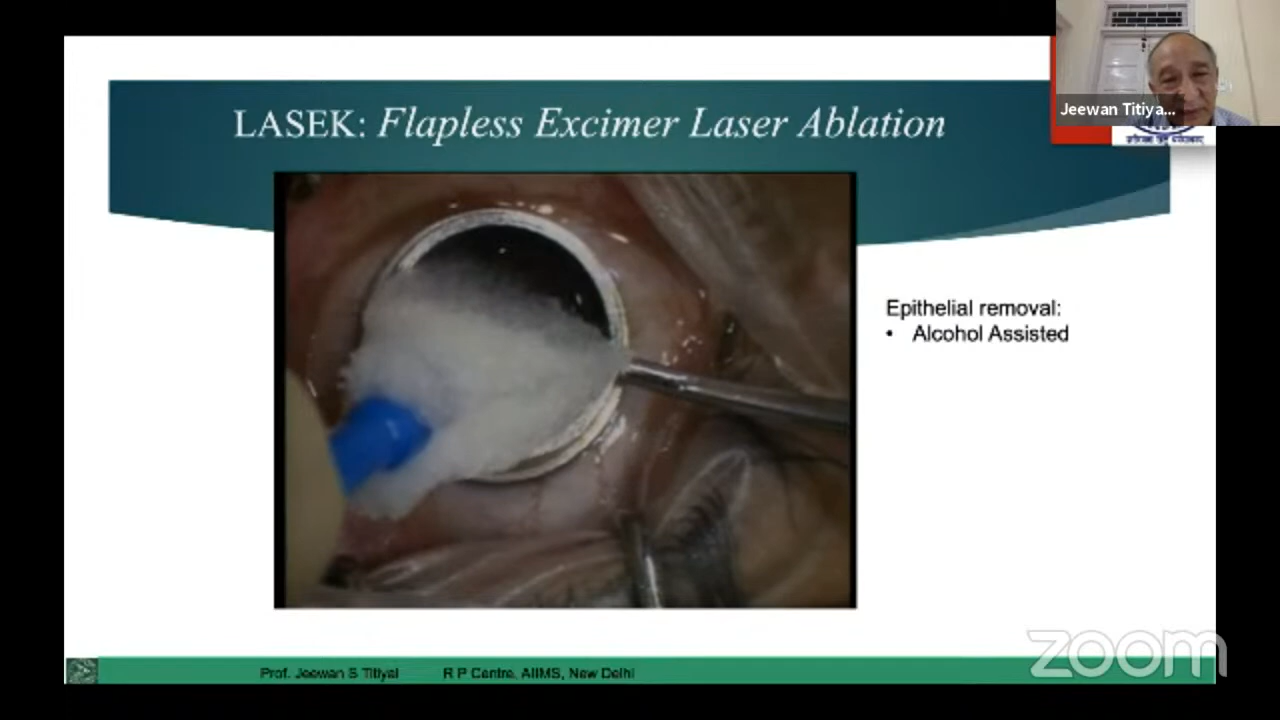 LASEK: Flapless Excimer Laser Ablation
Jeewan Titiya...
Epithelial removal:
• Alcohol Assisted
Prof. Jeewan S Titiyal R P Centre, AIIMS, New Delhi
zoom